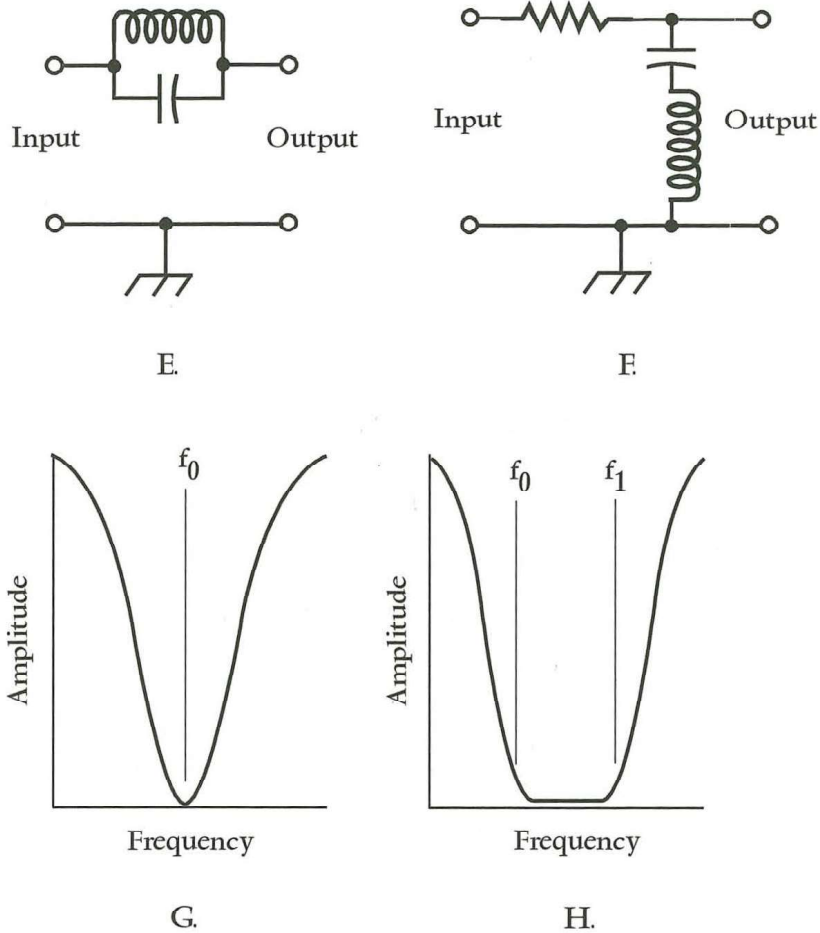 Input
Output
E.
Input
Output
F.
f0
Amplitude
Frequency
G.
f0
f1
Amplitude
Frequency
H.